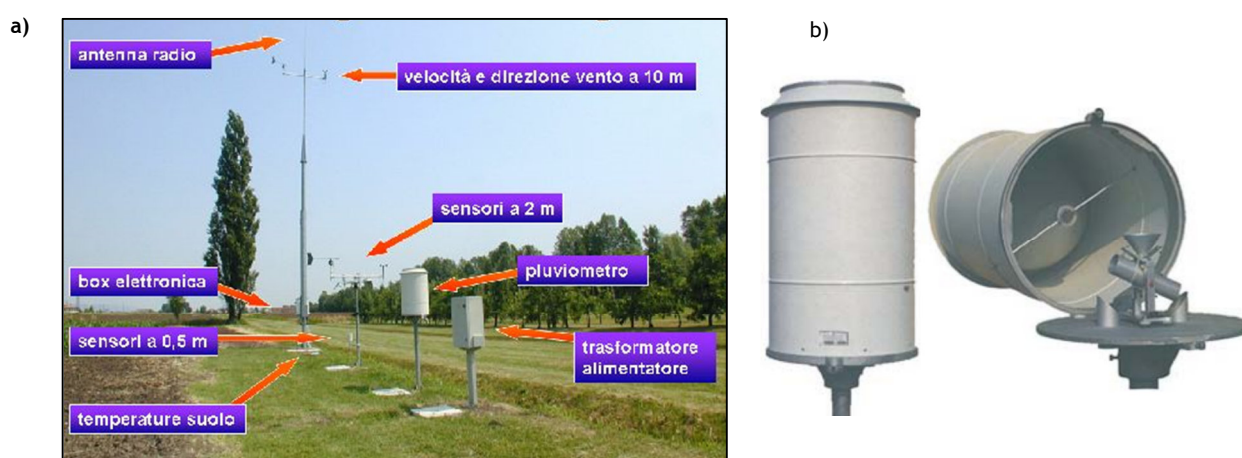 a)
b)
antenna radio
velocità e direzione vento a 10 m
sensori a 2 m
box elettronica
pluviometro
sensori a 0,5 m
trasformatore
alimentatore
temperature suolo